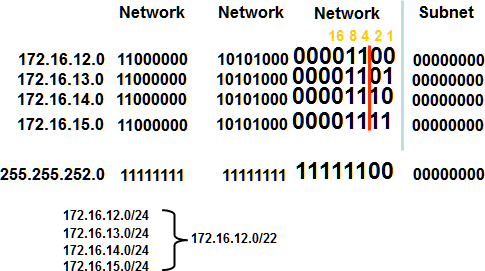 Network Network Network Subnet
16 8 4 2 1
172.16.12.0 11000000 10101000 00001100 00000000
172.16.13.0 11000000 10101000 00001101 00000000
172.16.14.0 11000000 10101000 00001110 00000000
172.16.15.0 11000000 10101000 00001111 00000000
255.255.252.0 11111111 11111111 11111100 00000000
172.16.12.0/24
172.16.13.0/24
172.16.12.0/22
172.16.14.0/24
172.16.15.0/24